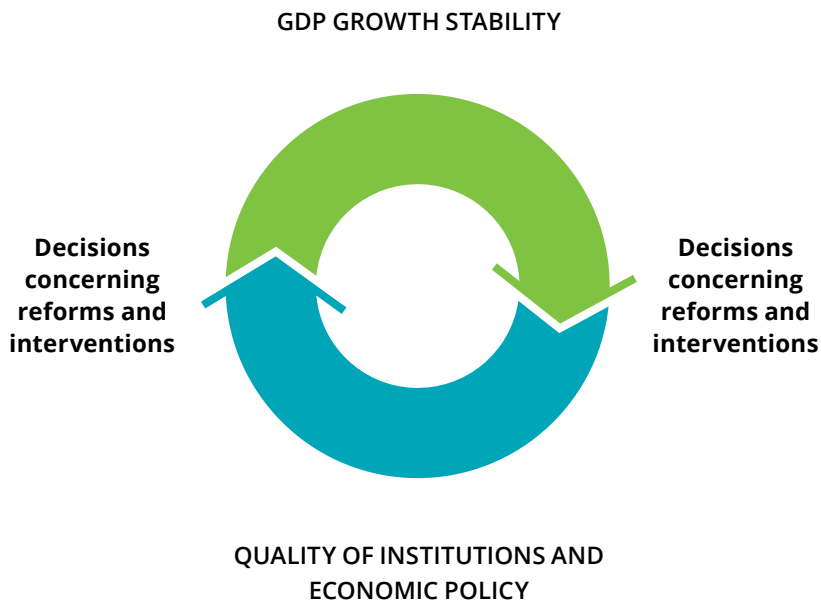 GDP GROWTH STABILITY
Decisions
concerning
reforms and
interventions
Decisions
concerning
reforms and
interventions
QUALITY OF INSTITUTIONS AND
ECONOMIC POLICY